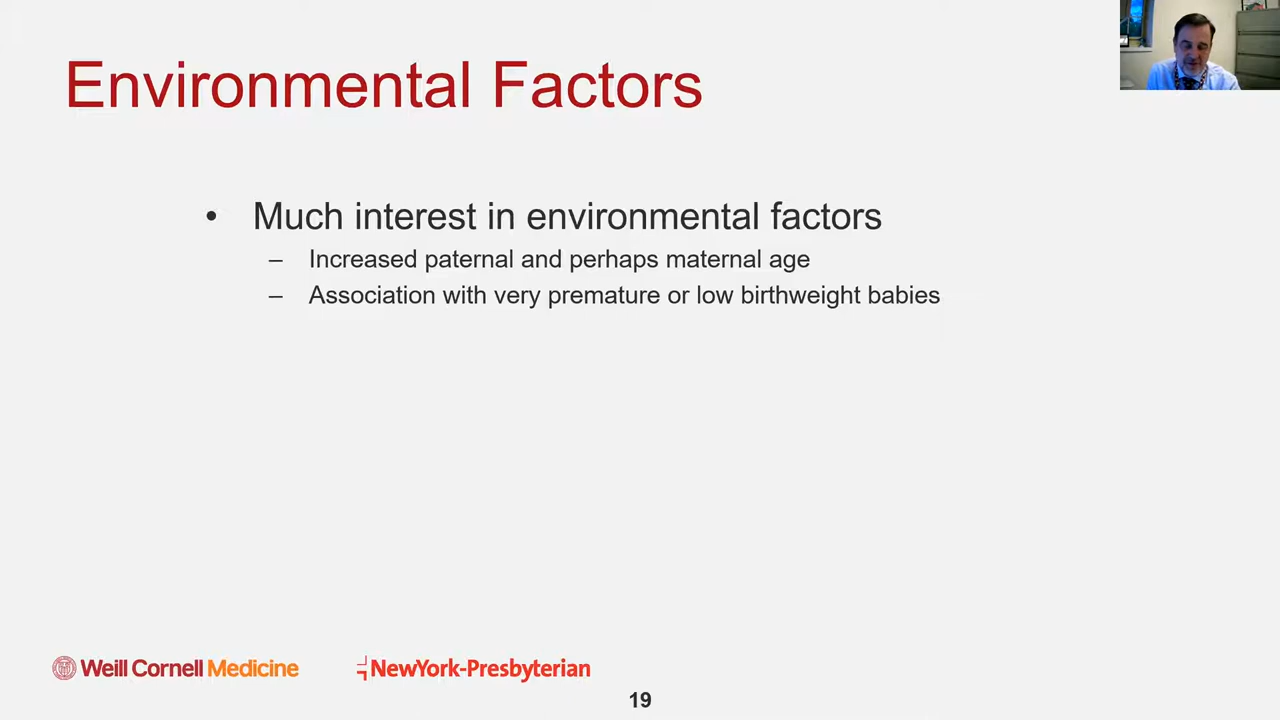 Environmental Factors
• Much interest in environmental factors
– Increased paternal and perhaps maternal age
– Association with very premature or low birthweight babies
Weill Cornell Medicine
NewYork-Presbyterian
19